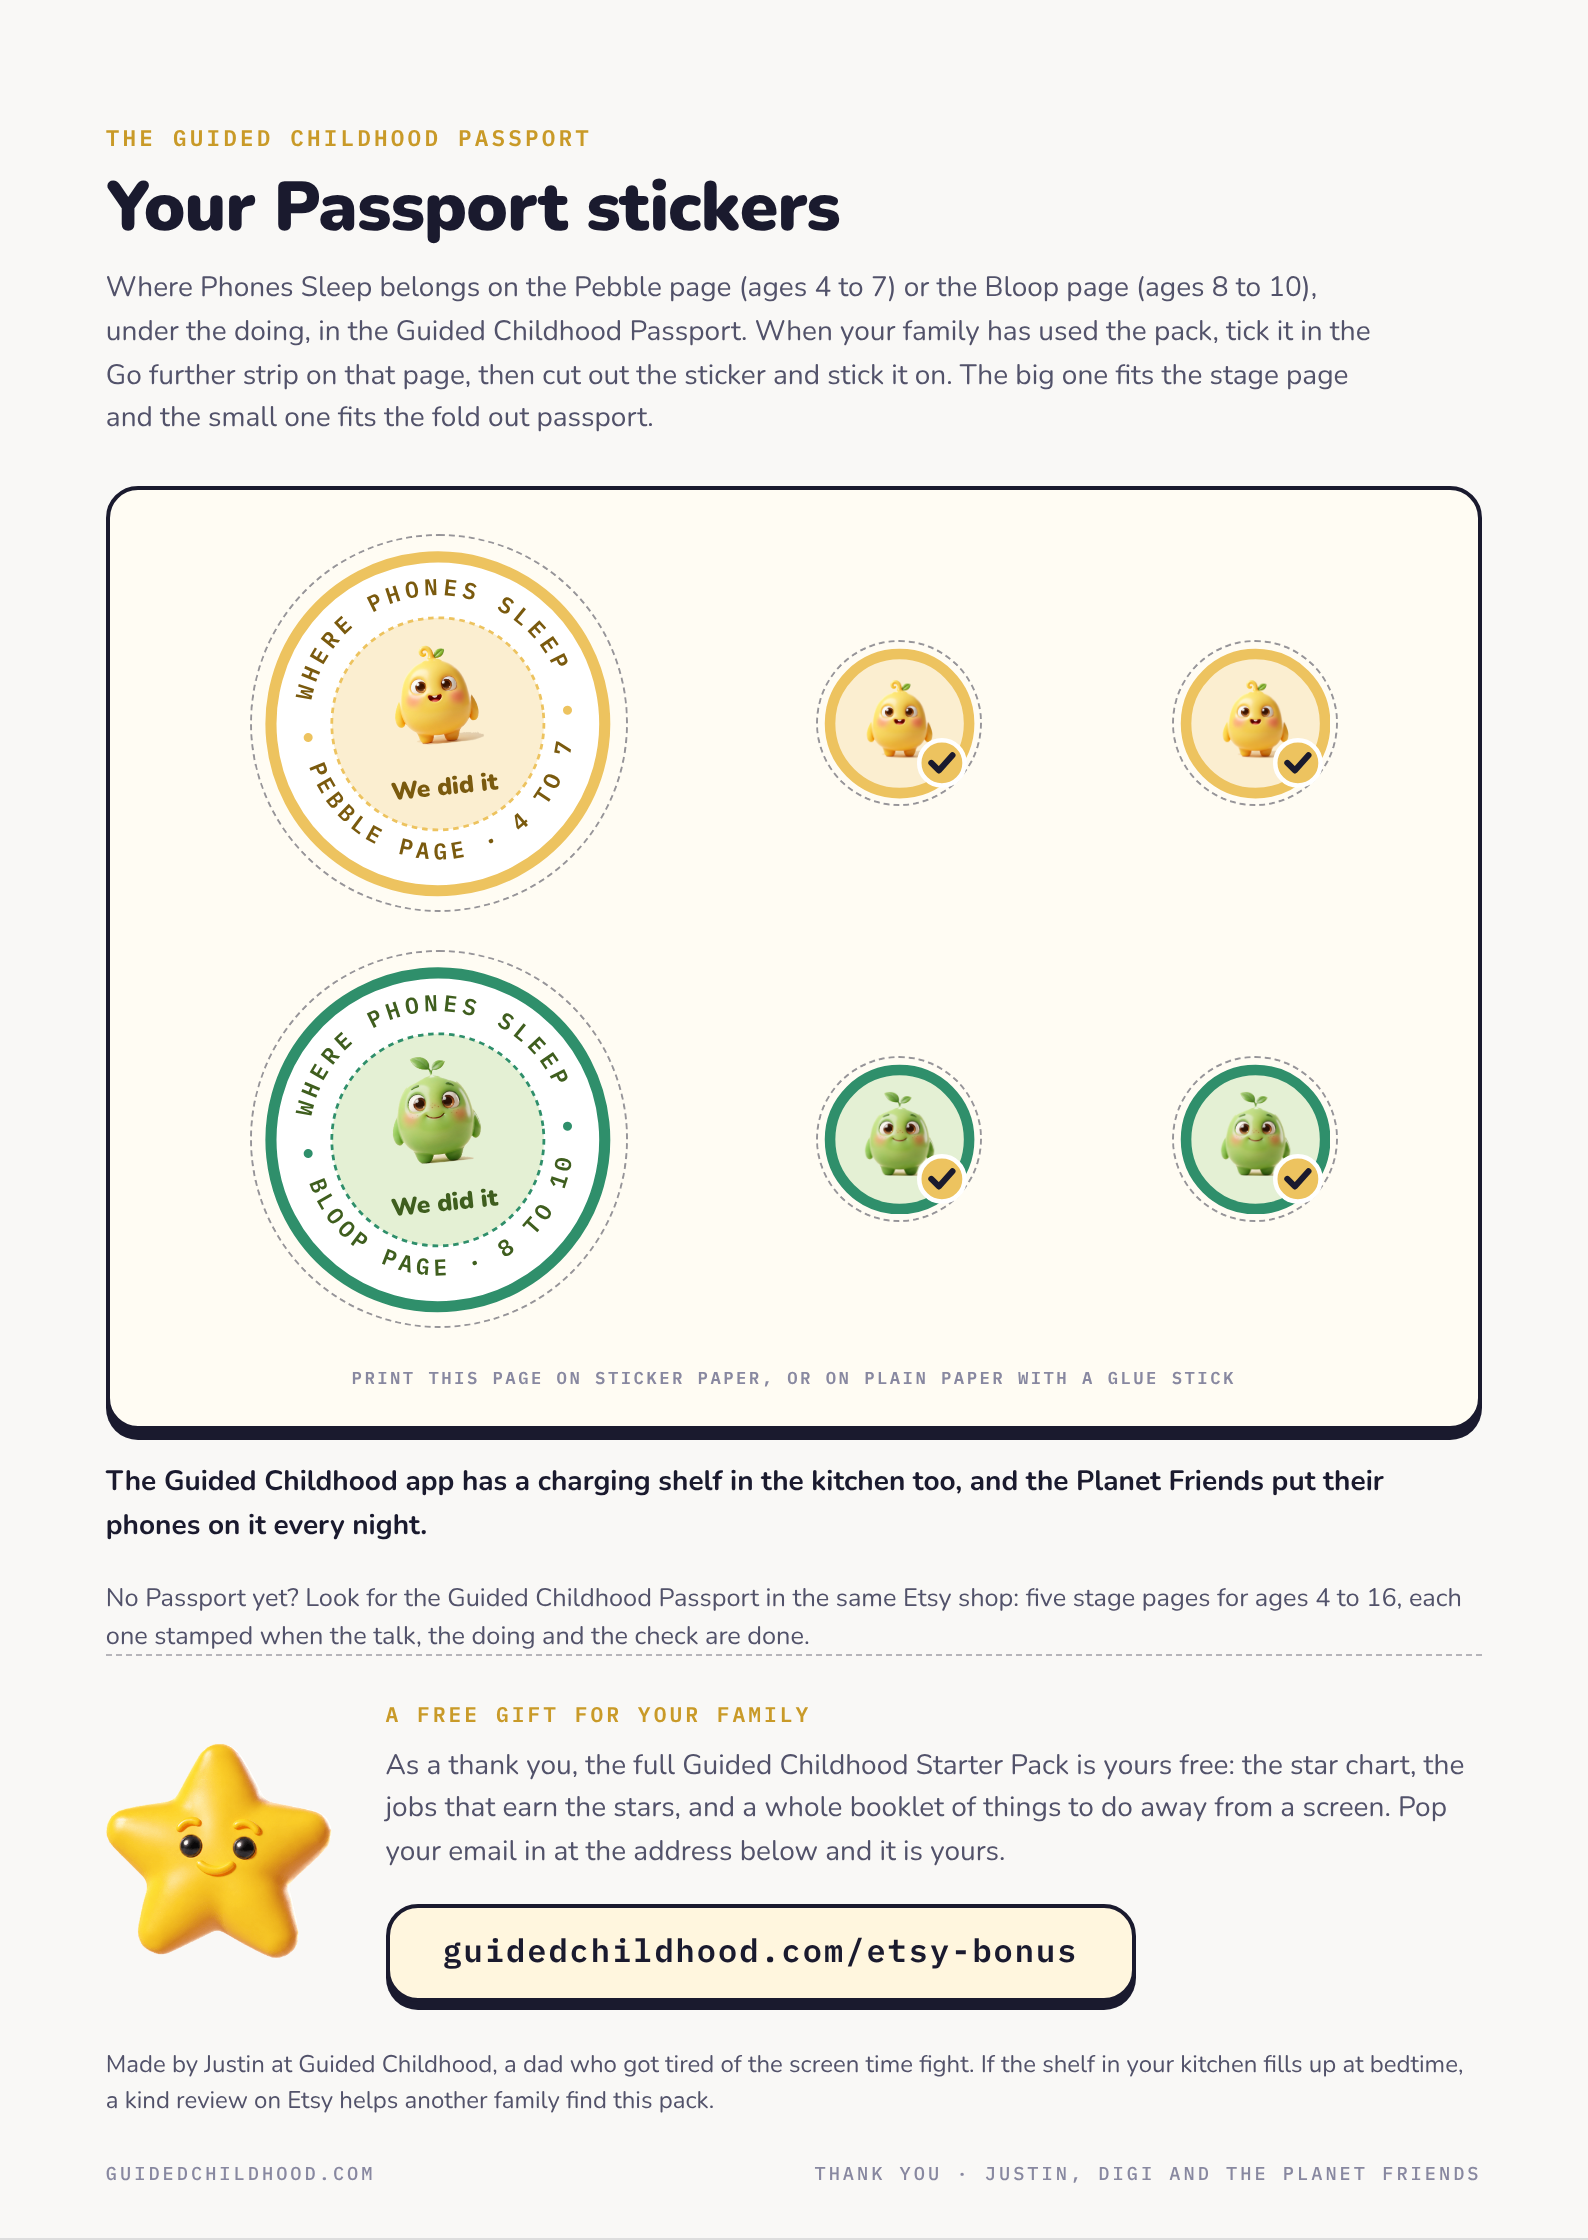 THE GUIDED CHILDHOOD PASSPORT
Your Passport stickers
Where Phones Sleep belongs on the Pebble page (ages 4 to 7) or the Bloop page (ages 8 to 10),
under the doing, in the Guided Childhood Passport. When your family has used the pack, tick it in the
Go further strip on that page, then cut out the sticker and stick it on. The big one fits the stage page
and the small one fits the fold out passport.
WHERE PHONES SLEEP
We did it
PEBBLE PAGE · 4 TO 7
WHERE PHONES SLEEP
We did it
BLOOP PAGE · 8 TO 10
PRINT THIS PAGE ON STICKER PAPER, OR ON PLAIN PAPER WITH A GLUE STICK
The Guided Childhood app has a charging shelf in the kitchen too, and the Planet Friends put their
phones on it every night.
No Passport yet? Look for the Guided Childhood Passport in the same Etsy shop: five stage pages for ages 4 to 16, each
one stamped when the talk, the doing and the check are done.
A FREE GIFT FOR YOUR FAMILY
As a thank you, the full Guided Childhood Starter Pack is yours free: the star chart, the
jobs that earn the stars, and a whole booklet of things to do away from a screen. Pop
your email in at the address below and it is yours.
guidedchildhood.com/etsy-bonus
Made by Justin at Guided Childhood, a dad who got tired of the screen time fight. If the shelf in your kitchen fills up at bedtime,
a kind review on Etsy helps another family find this pack.
GUIDEDCHILDHOOD.COM
THANK YOU · JUSTIN, DIGI AND THE PLANET FRIENDS